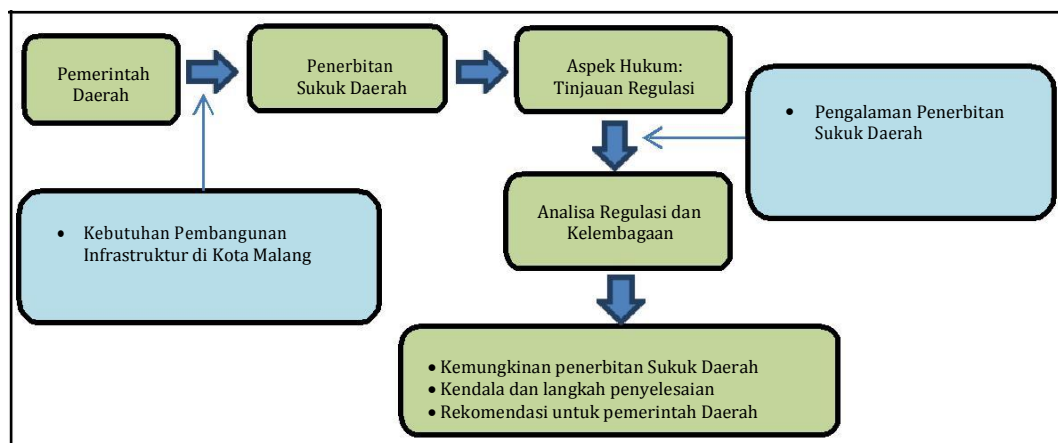 Pemerintah
Daerah
Penerbitan
Sukuk Daerah
Aspek Hukum:
Tinjauan Regulasi
• Pengalaman Penerbitan
Sukuk Daerah
• Kebutuhan Pembangunan
Infrastruktur di Kota Malang
Analisa Regulasi dan
Kelembagaan
• Kemungkinan penerbitan Sukuk Daerah
• Kendala dan langkah penyelesaian
• Rekomendasi untuk pemerintah Daerah